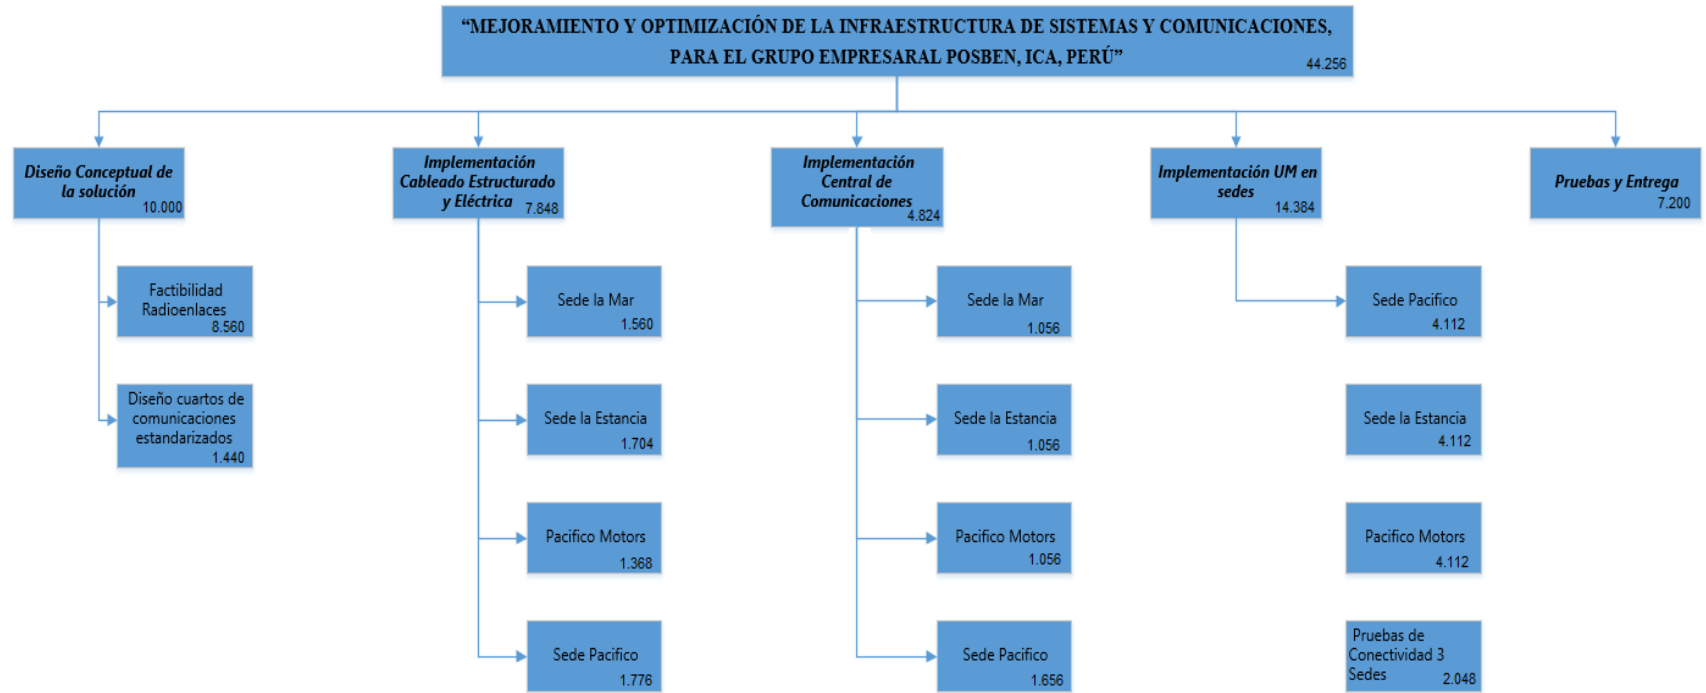 “MEJORAMIENTO Y OPTIMIZACIÓN DE LA INFRAESTRUCTURA DE SISTEMAS Y COMUNICACIONES,
PARA EL GRUPO EMPRESARAL POSBEN, ICA, PERÚ”
44.256
Diseño Conceptual de
la solución
10.000
Factibilidad
Radioenlaces
8.560
Diseño cuartos de
comunicaciones
estandarizados
1.440
Implementación
Cableado Estructurado
y Eléctrica
7.848
Sede la Mar
1.560
Sede la Estancia
1.704
Pacifico Motors
1.368
Sede Pacifico
1.776
Implementación
Central de
Comunicaciones
4.824
Sede la Mar
1.056
Sede la Estancia
1.056
Pacifico Motors
1.056
Sede Pacifico
1.656
Implementación UM en
sedes
14.384
Sede Pacifico
4.112
Sede la Estancia
4.112
Pacifico Motors
4.112
Pruebas de
Conectividad 3
Sedes
2.048
Pruebas y Entrega
7.200